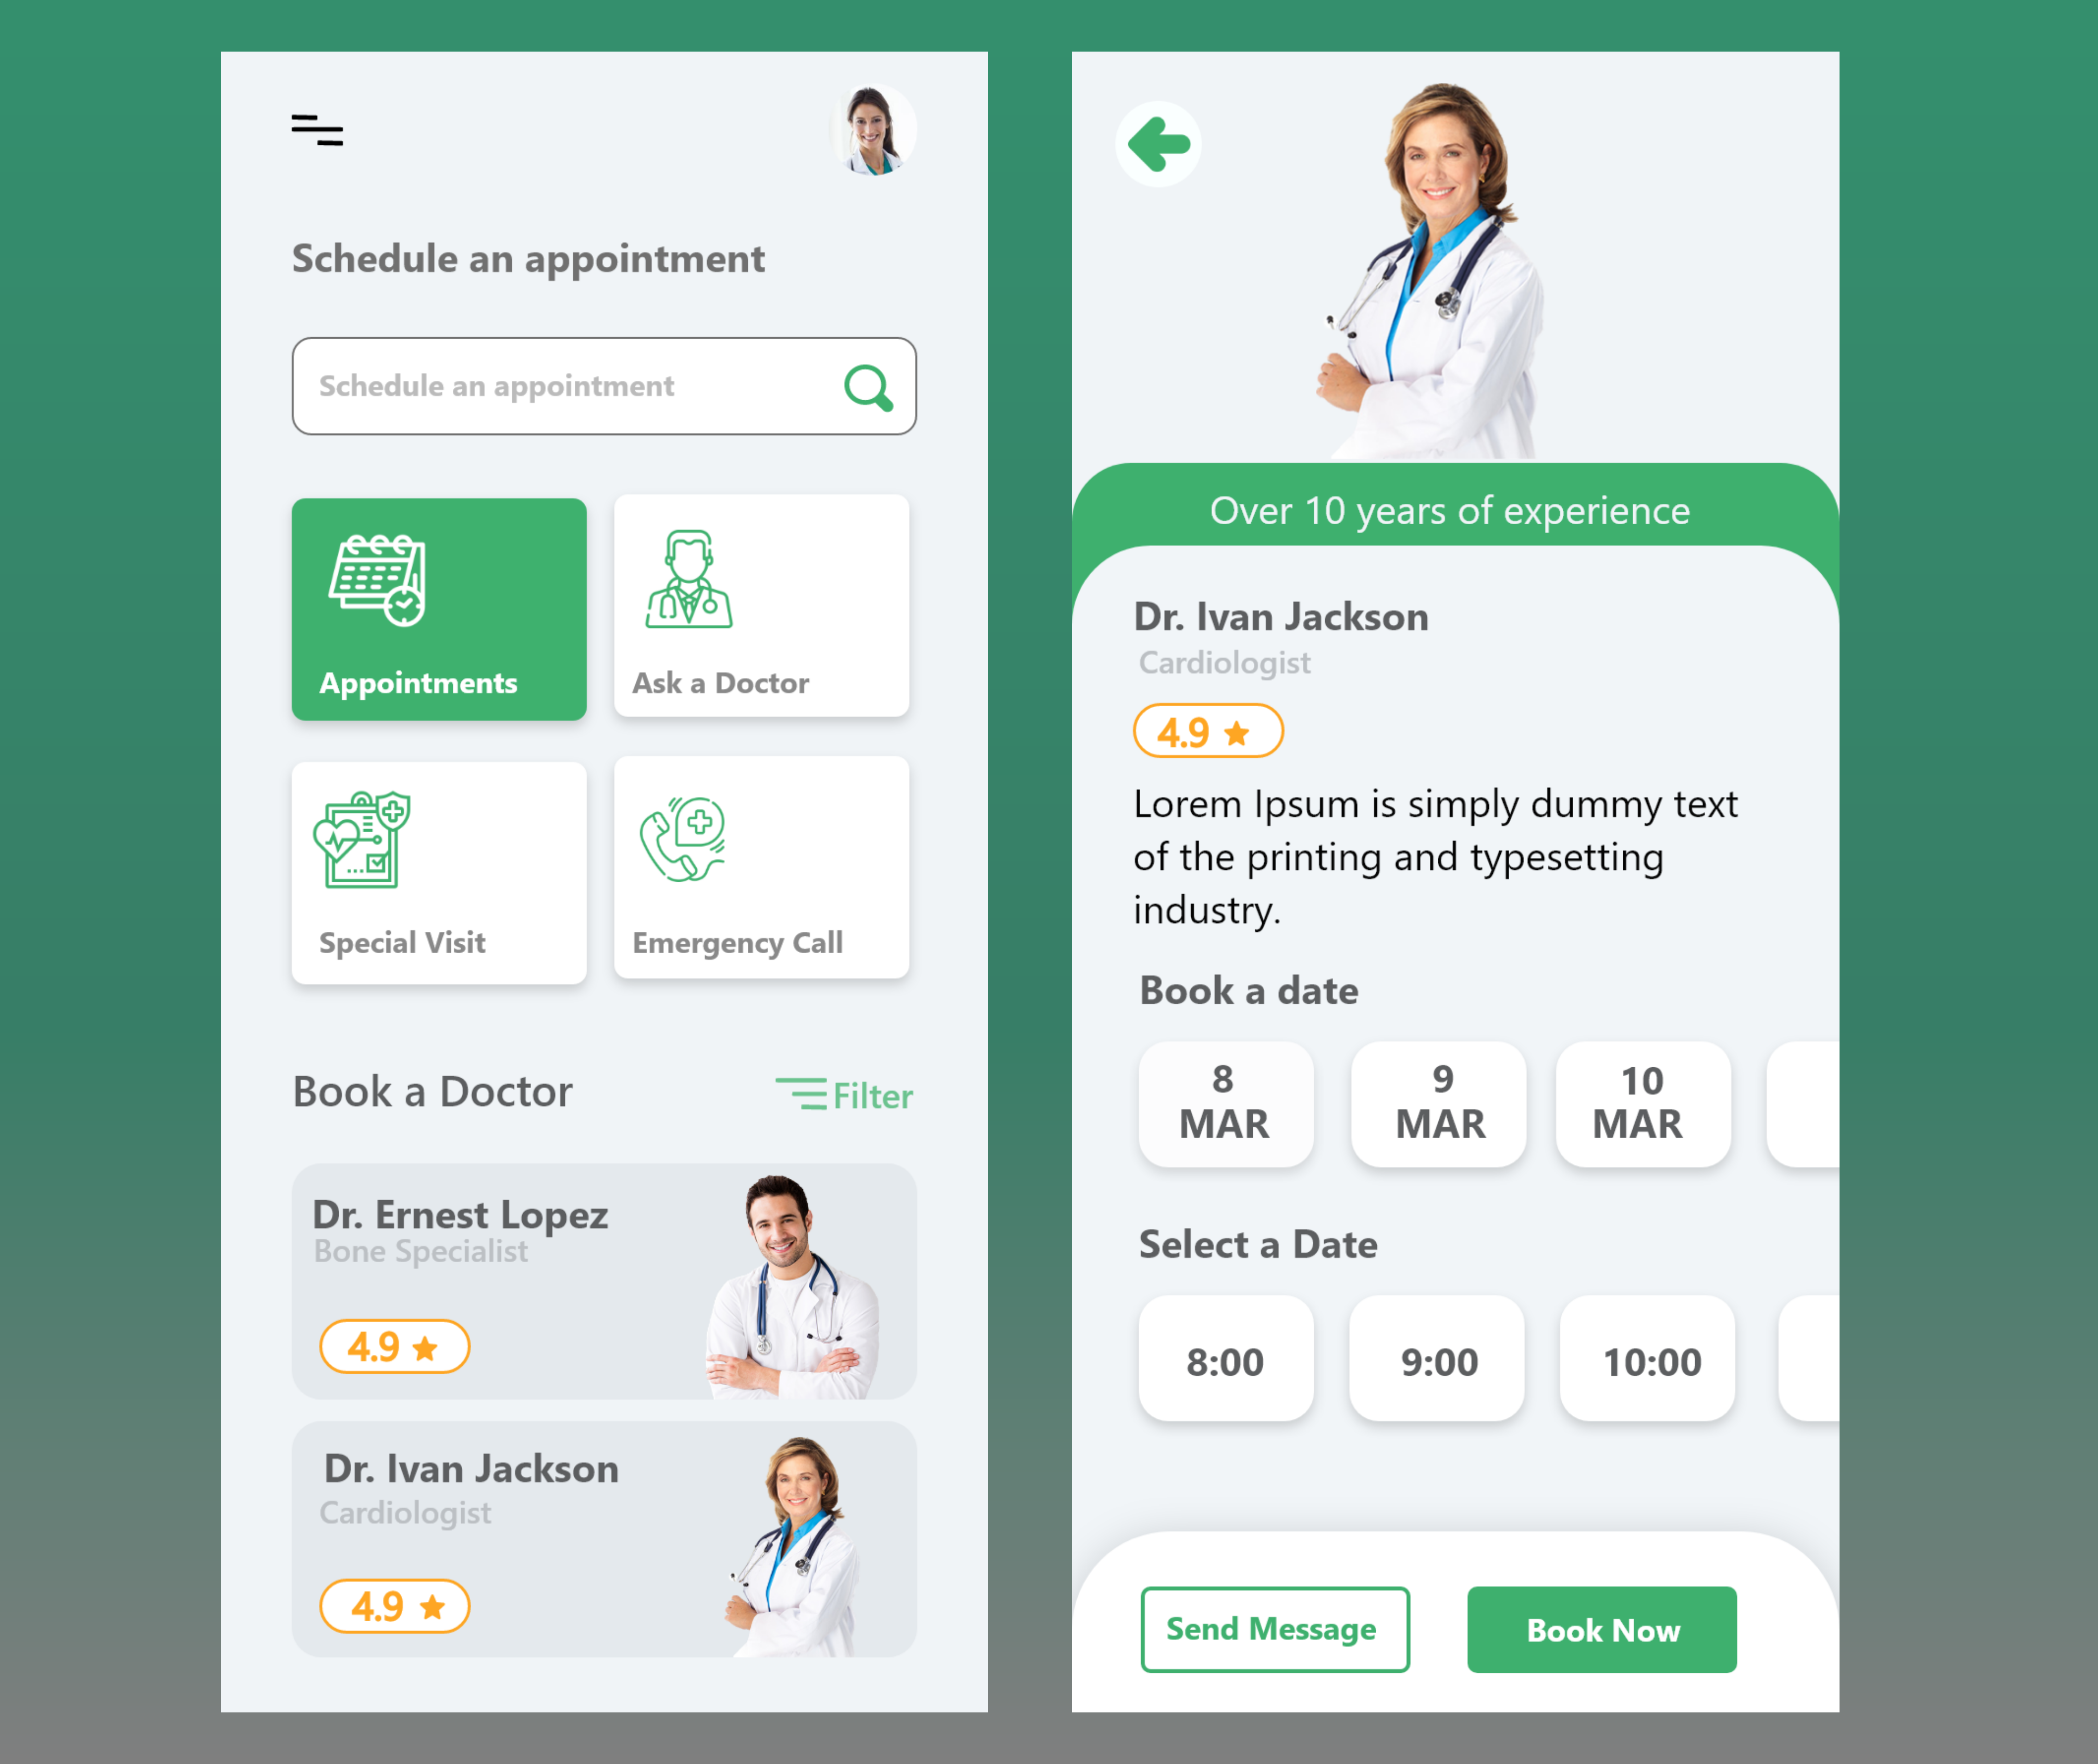 Schedule an appointment
Schedule an appointment
Appointments
Ask a Doctor
Special Visit
Emergency Call
Book a Doctor
Filter
Dr. Ernest Lopez
Bone Specialist
4.9
Dr. Ivan Jackson
Cardiologist
4.9
Over 10 years of experience
Dr. Ivan Jackson
Cardiologist
4.9
Lorem Ipsum is simply dummy text
of the printing and typesetting
industry.
Book a date
8
MAR
9
MAR
10
MAR
Select a Date
8:00
9:00
10:00
Send Message
Book Now